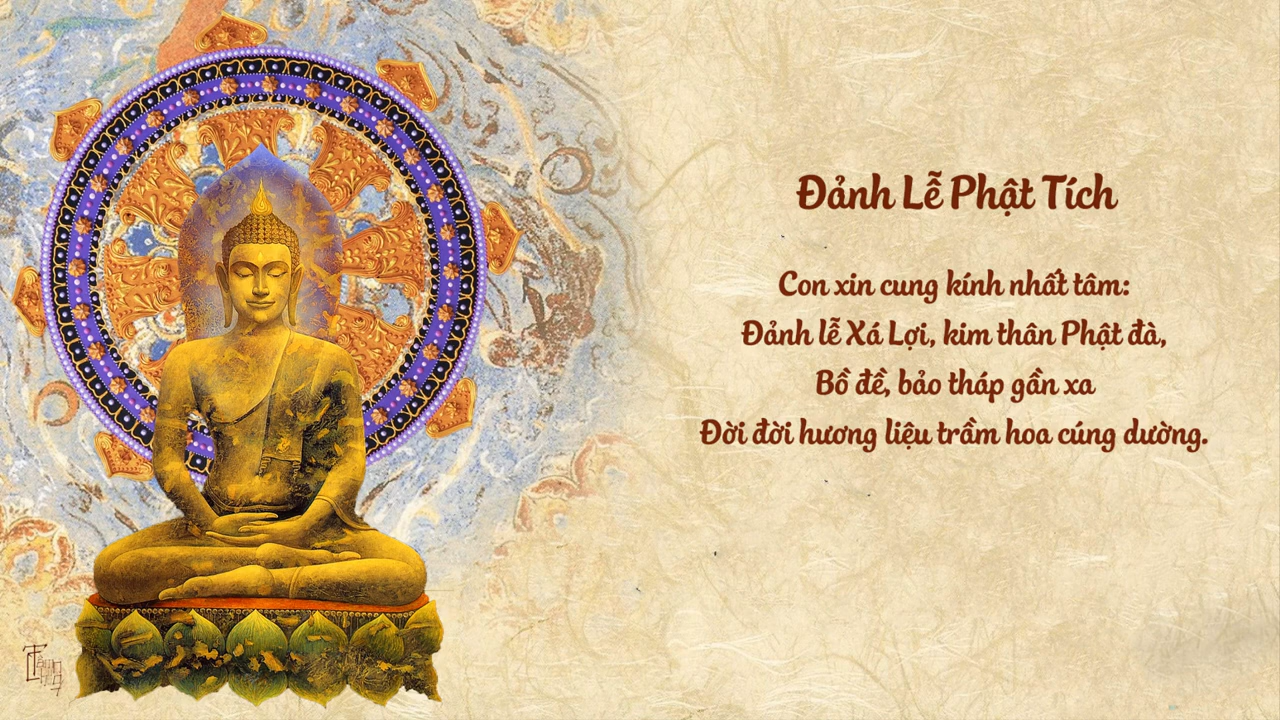 Đảnh Lễ Phật Tích
Con xin cung kính nhất tâm:
Đảnh lễ Xá Lợi, kim thân Phật đà,
Bồ đề, bảo tháp gần xa
Đời đời hương liệu trầm hoa cúng dường.